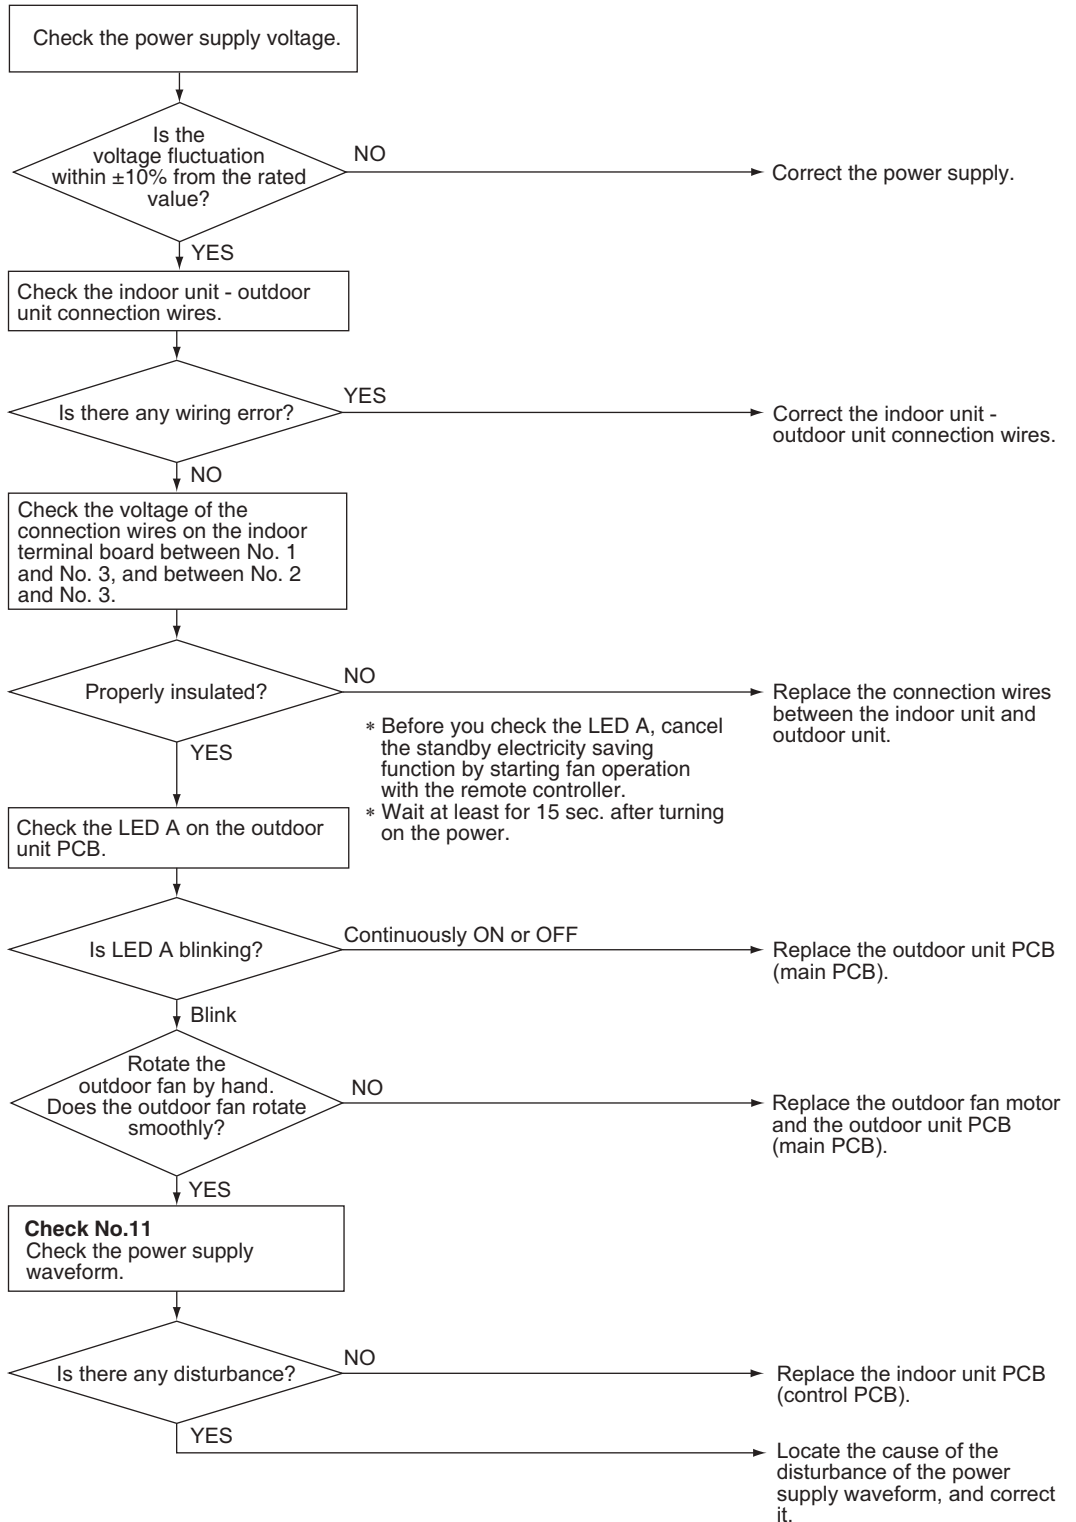 Check the power supply voltage.
Is the
voltage fluctuation
within ±10% from the rated
value?
NO
Correct the power supply.
YES
Check the indoor unit - outdoor
unit connection wires.
Is there any wiring error?
YES
Correct the indoor unit -
outdoor unit connection wires.
NO
Check the voltage of the
connection wires on the indoor
terminal board between No. 1
and No. 3, and between No. 2
and No. 3.
Properly insulated?
NO
Replace the connection wires
between the indoor unit and
outdoor unit.
YES
∗ Before you check the LED A, cancel
the standby electricity saving
function by starting fan operation
with the remote controller.
∗ Wait at least for 15 sec. after turning
on the power.
Check the LED A on the outdoor
unit PCB.
Is LED A blinking?
Continuously ON or OFF
Replace the outdoor unit PCB
(main PCB).
Blink
Rotate the
outdoor fan by hand.
Does the outdoor fan rotate
smoothly?
NO
Replace the outdoor fan motor
and the outdoor unit PCB
(main PCB).
YES
Check No.11
Check the power supply
waveform.
Is there any disturbance?
NO
Replace the indoor unit PCB
(control PCB).
YES
Locate the cause of the
disturbance of the power
supply waveform, and correct
it.